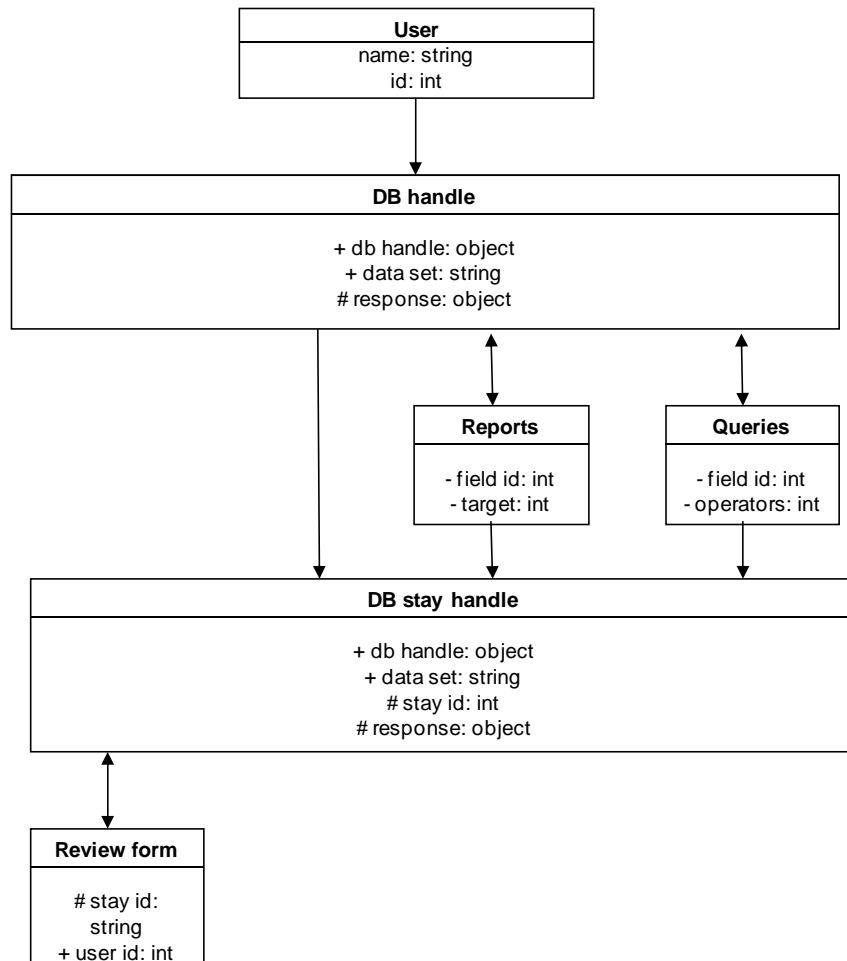 User
name: string
id: int
DB handle
+ db handle: object
+ data set: string
# response: object
Reports
- field id: int
- target: int
Queries
- field id: int
- operators: int
DB stay handle
+ db handle: object
+ data set: string
# stay id: int
# response: object
Review form
# stay id:
string
+ user id: int